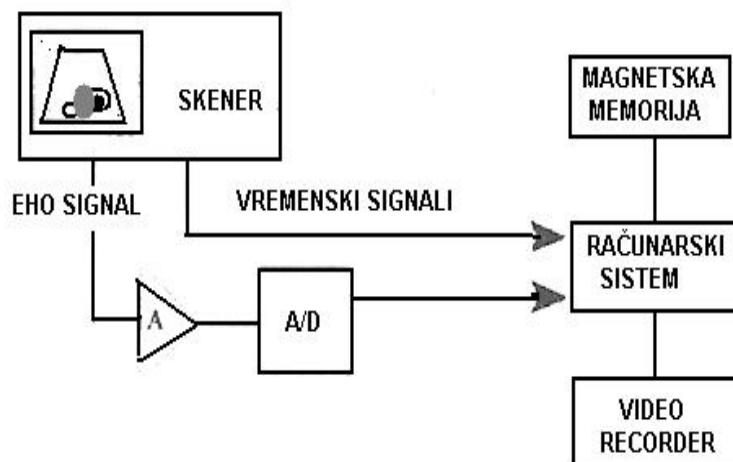 SKENER
MAGNETSKA
MEMORIJA
EHO SIGNAL
VREMENSKI SIGNALI
RAČUNARSKI
SISTEM
A
A/D
VIDEO
RECORDER